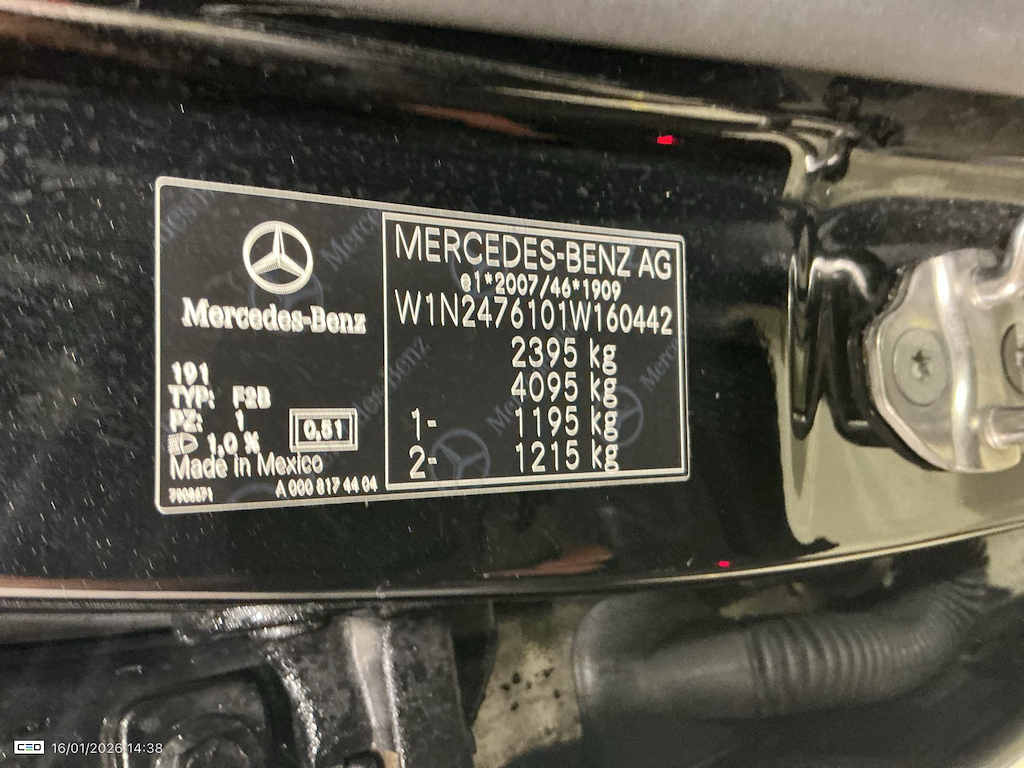 Mercedes-Benz
191
TYP: F2B
PZ: 1
1,0 %
0,51
Made in Mexico
A 000 817 44 04
MERCEDES-BENZ AG
e1*2007/46*1909
W1N2476101W160442
2395 kg
4095 kg
1- 1195 kg
2- 1215 kg
CEO 16/01/2026 14:38